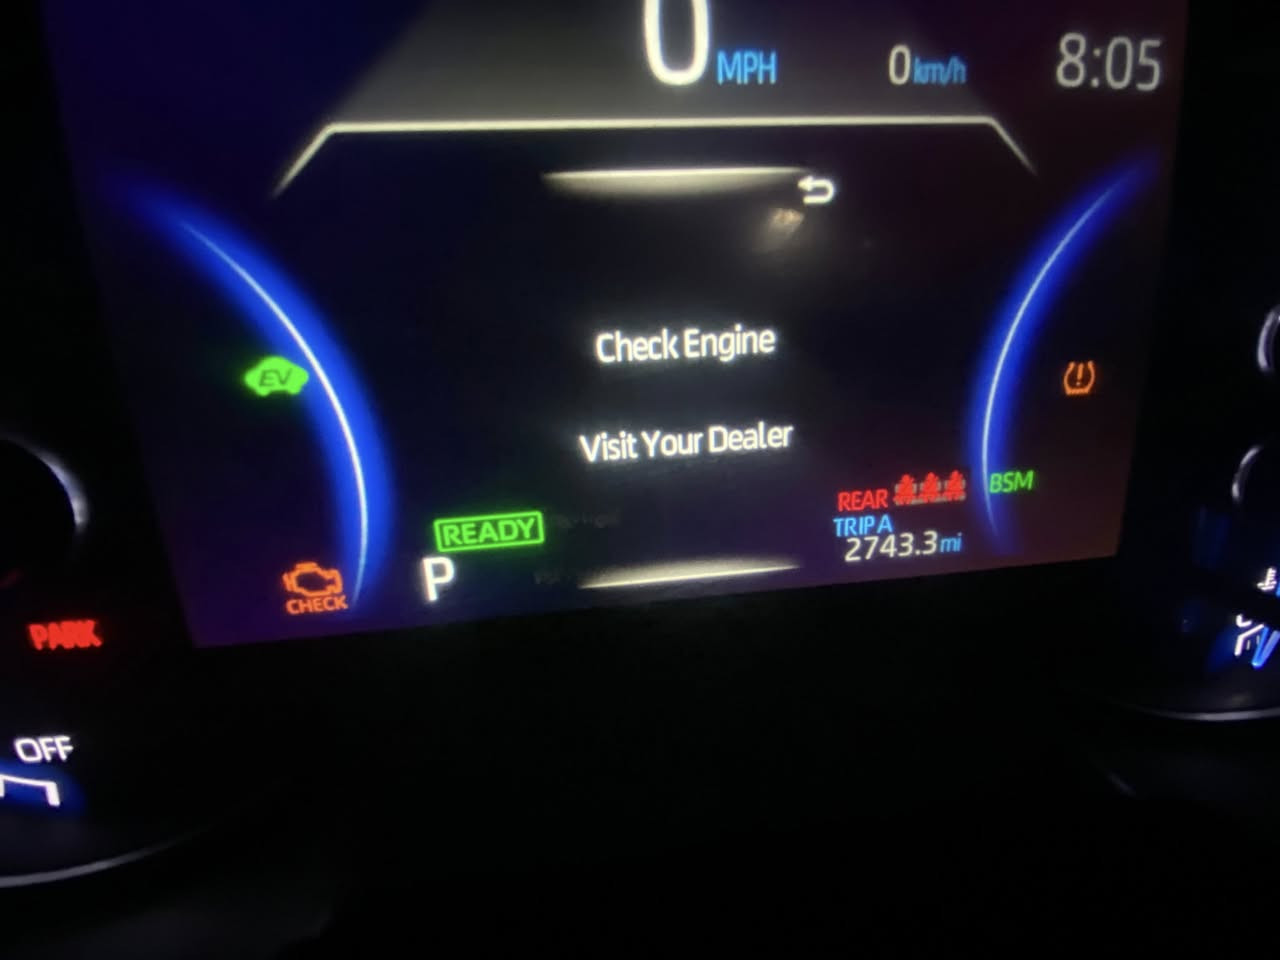 0 MPH
0 km/h
8:05
EV
Check Engine
Visit Your Dealer
REAR
BSM
READY
TRIP A
P
2743.3 mi
CHECK
PARK
OFF